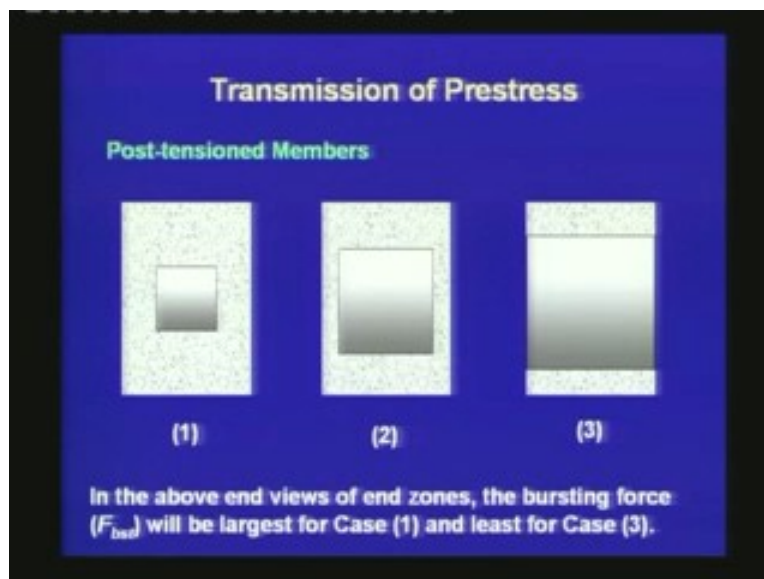 Transmission of Prestress
Post-tensioned Members
(1) (2) (3)
In the above end views of end zones, the bursting force
(Fbst) will be largest for Case (1) and least for Case (3).